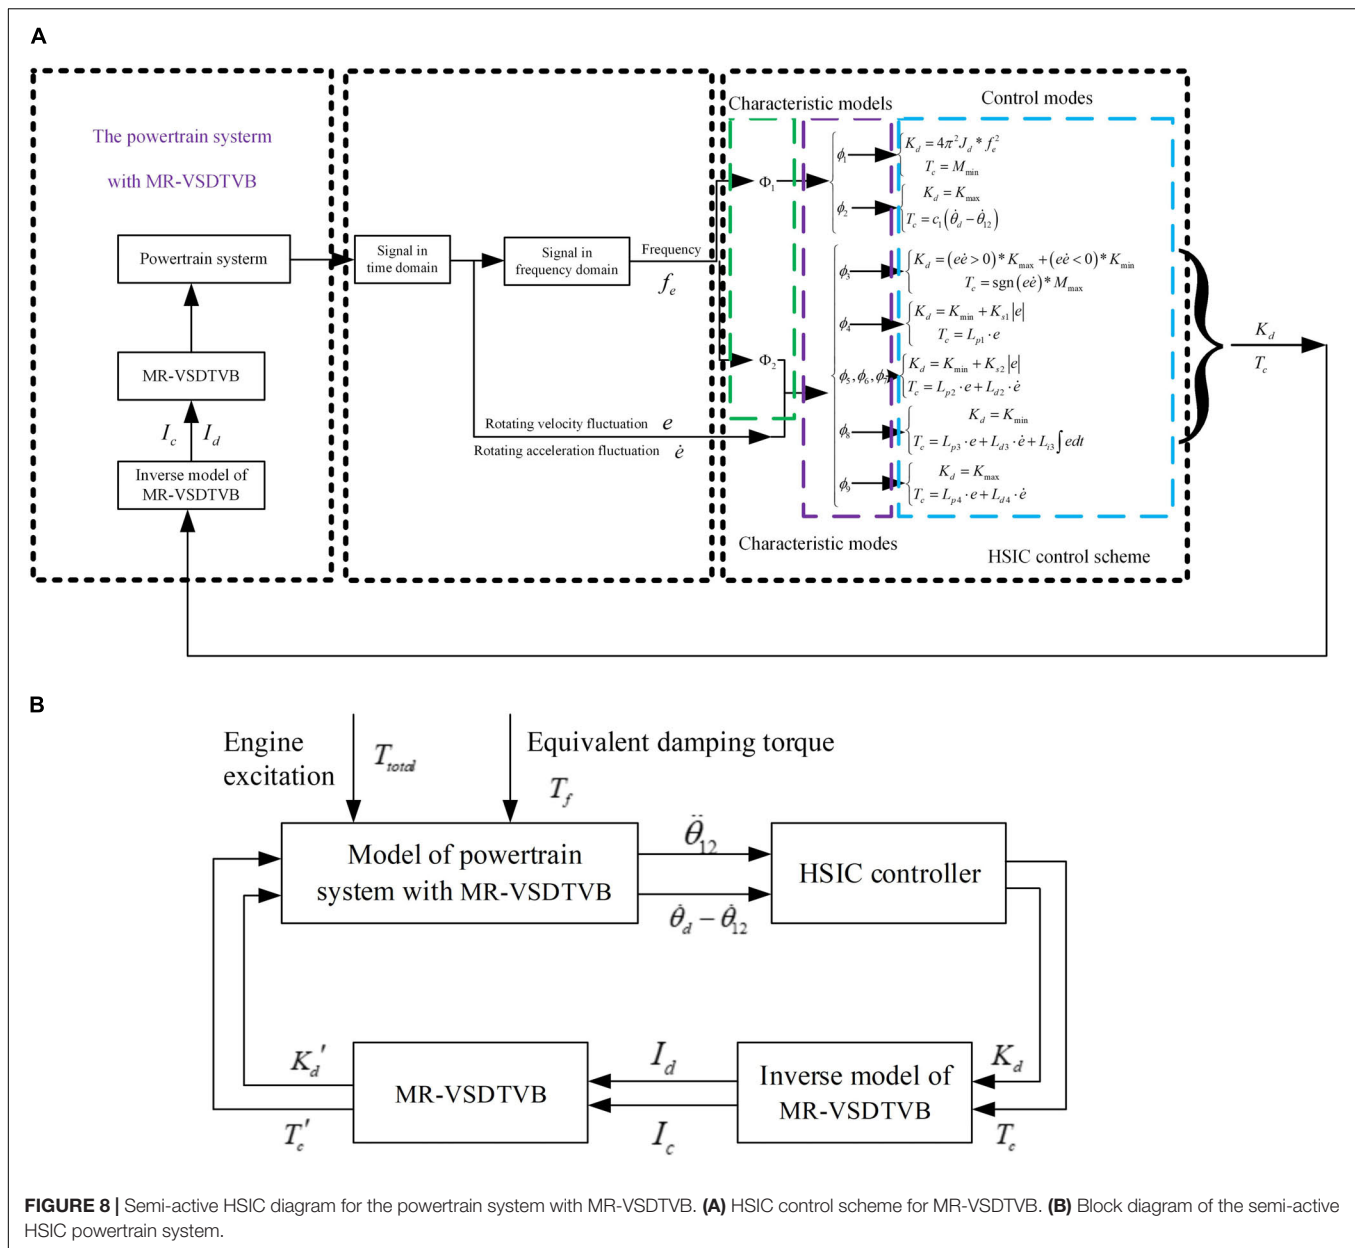 A
The powertrain systerm
with MR-VSDTVB
Powertrain systerm
MR-VSDTVB
I_c I_d
Inverse model of
MR-VSDTVB
Signal in
time domain
Signal in
frequency domain
Frequency
f_e
Rotating velocity fluctuation e
Rotating acceleration fluctuation ė
Characteristic models
Control modes
Φ_1
Φ_2
ϕ_1
K_d = 4π²J_d * f_e²
T_c = M_min
ϕ_2
K_d = K_max
T_c = c_1(θ̇_d − θ̇_12)
ϕ_3
K_d = (eė > 0) * K_max + (eė < 0) * K_min
T_c = sgn(eė) * M_max
ϕ_4
K_d = K_min + K_s1|e|
T_c = L_p1 · e
ϕ_5, ϕ_6, ϕ_7
K_d = K_min + K_s2|e|
T_c = L_p2 · e + L_d2 · ė
ϕ_8
K_d = K_min
T_c = L_p3 · e + L_d3 · ė + L_i3 ∫edt
ϕ_9
K_d = K_max
T_c = L_p4 · e + L_d4 · ė
Characteristic modes
HSIC control scheme
K_d
T_c
B
Engine
excitation
T_total
Equivalent damping torque
T_f
Model of powertrain
system with MR-VSDTVB
θ̈_12
θ̇_d − θ̇_12
HSIC controller
K_d′
T_c′
MR-VSDTVB
I_d
I_c
Inverse model of
MR-VSDTVB
K_d
T_c
FIGURE 8 | Semi-active HSIC diagram for the powertrain system with MR-VSDTVB. (A) HSIC control scheme for MR-VSDTVB. (B) Block diagram of the semi-active
HSIC powertrain system.